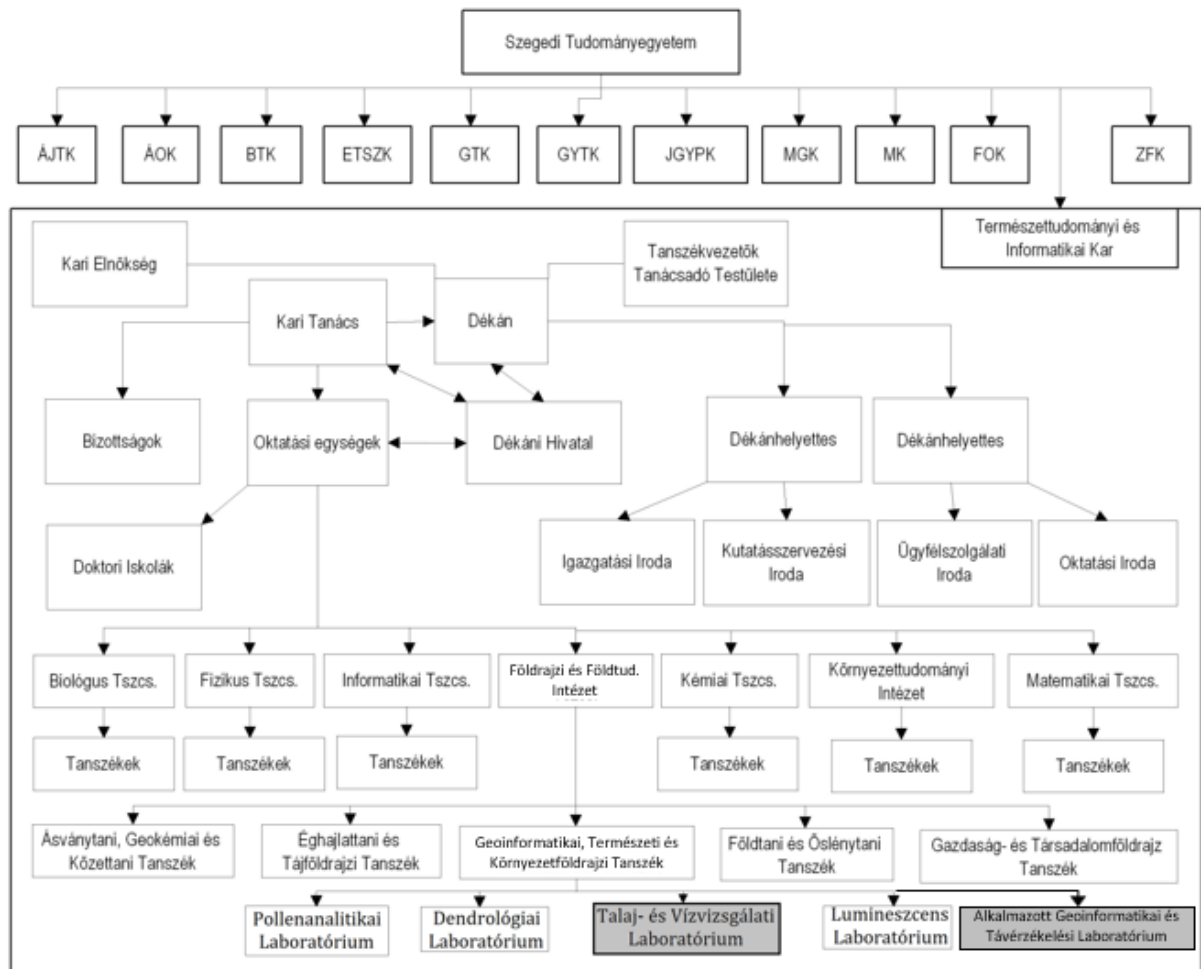 Szegedi Tudományegyetem
ÁJTK
ÁOK
BTK
ETSZK
GTK
GYTK
JGYPK
MGK
MK
FOK
ZFK
Természettudományi és
Informatikai Kar
Kari Elnökség
Tanszékvezetők
Tanácsadó Testülete
Kari Tanács
Dékán
Bizottságok
Oktatási egységek
Dékáni Hivatal
Dékánhelyettes
Dékánhelyettes
Doktori Iskolák
Igazgatási Iroda
Kutatásszervezési
Iroda
Ügyfélszolgálati
Iroda
Oktatási Iroda
Biológus Tszcs.
Fizikus Tszcs.
Informatikai Tszcs.
Földrajzi és Földtud.
Intézet
Kémiai Tszcs.
Környezettudományi
Intézet
Matematikai Tszcs.
Tanszékek
Tanszékek
Tanszékek
Tanszékek
Tanszékek
Tanszékek
Ásványtani, Geokémiai és
Kőzettani Tanszék
Éghajlattani és
Tájföldrajzi Tanszék
Geoinformatikai, Természeti és
Környezetföldrajzi Tanszék
Földtani és Őslénytani
Tanszék
Gazdaság- és Társadalomföldrajz
Tanszék
Pollenanalitikai
Laboratórium
Dendrológiai
Laboratórium
Talaj- és Vízvizsgálati
Laboratórium
Lumineszcens
Laboratórium
Alkalmazott Geoinformatikai és
Távérzékelési Laboratórium